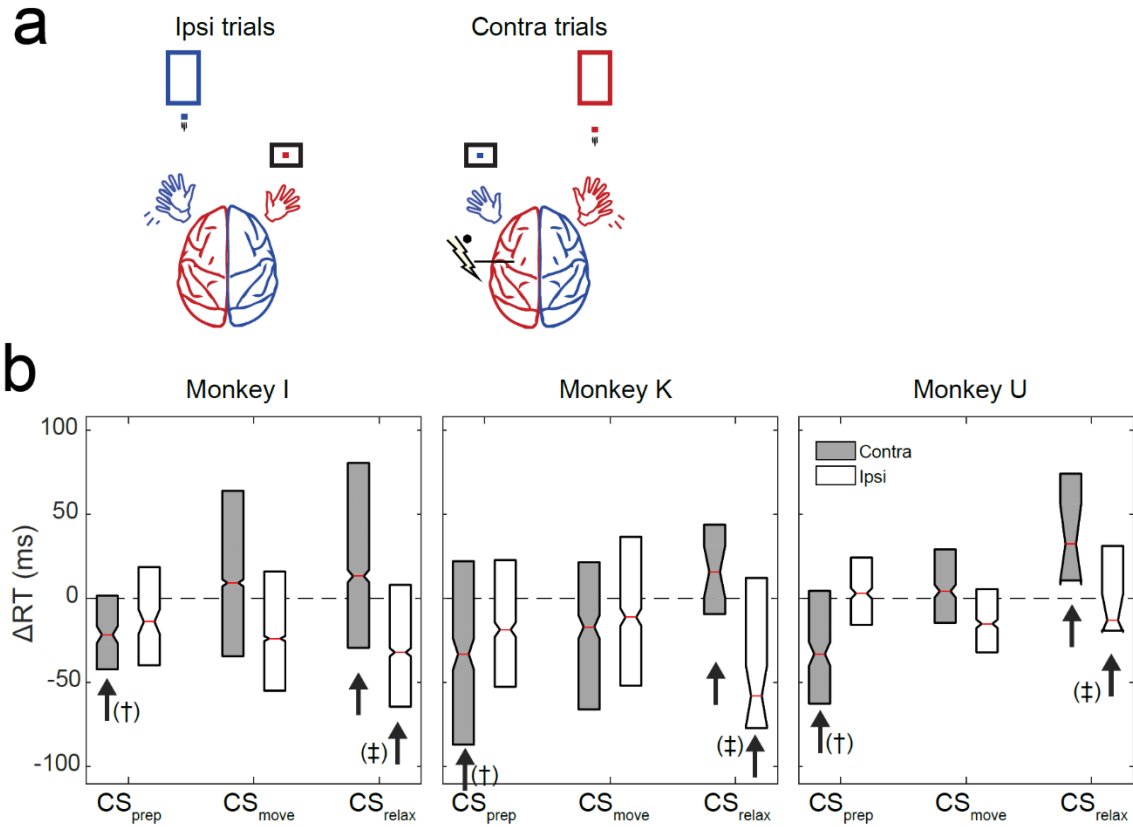 a
Ipsi trials
Contra trials
b
Monkey I
Monkey K
Monkey U
ΔRT (ms)
100
50
0
-50
-100
Contra
Ipsi
(†)
(‡)
(†)
(‡)
(†)
(‡)
CSprep
CSmove
CSrelax
CSprep
CSmove
CSrelax
CSprep
CSmove
CSrelax